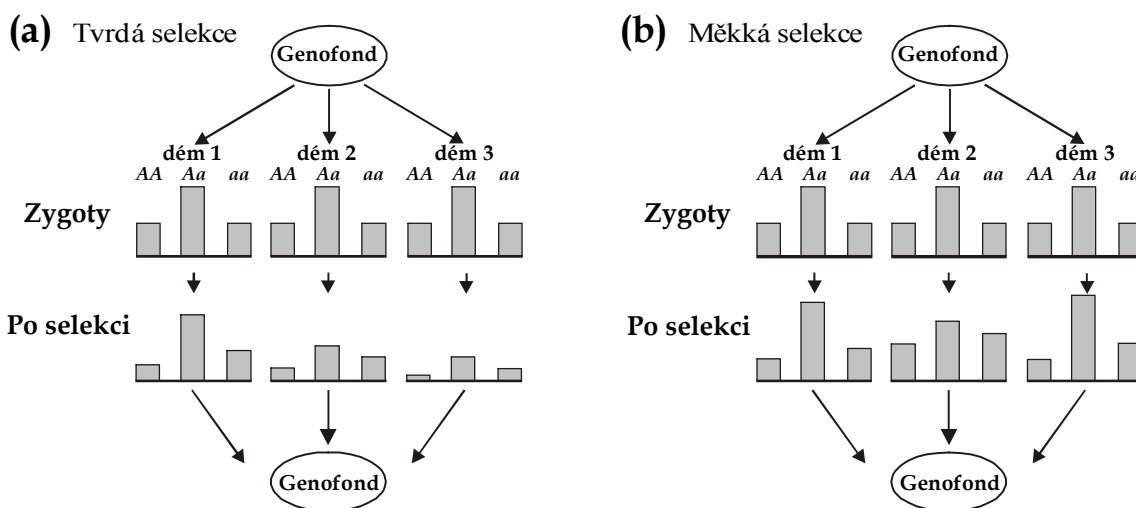 (a) Tvrdá selekce
Genofond
dém 1 dém 2 dém 3
AA Aa aa AA Aa aa AA Aa aa
Zygoty
Po selekci
Genofond
(b) Měkká selekce
Genofond
dém 1 dém 2 dém 3
AA Aa aa AA Aa aa AA Aa aa
Zygoty
Po selekci
Genofond